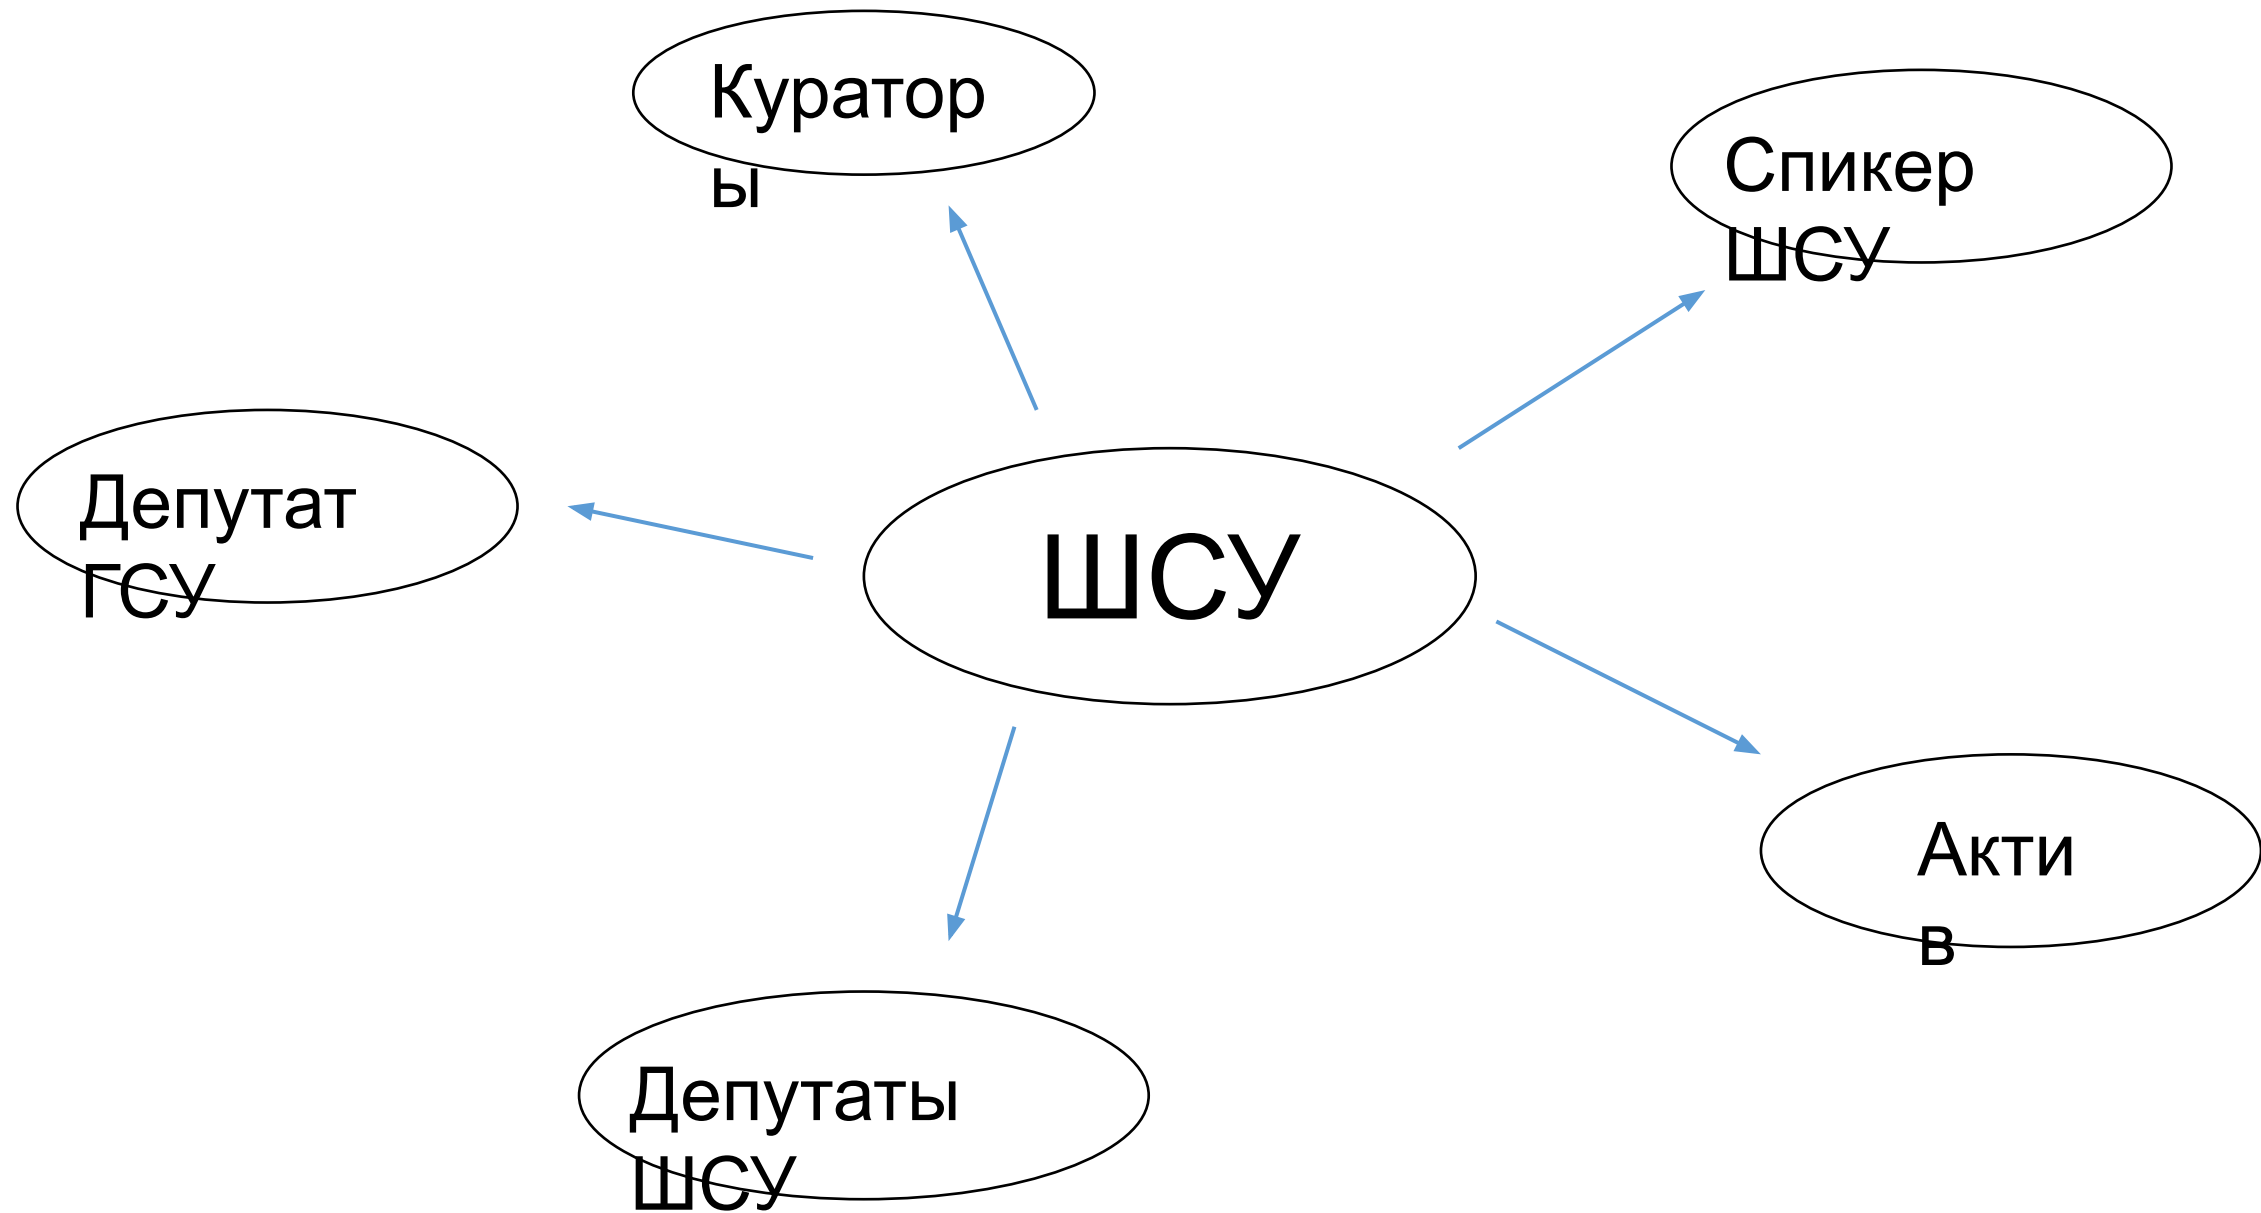 Куратор
ы
Спикер
ШСУ
Депутат
ГСУ
ШСУ
Акти
в
Депутаты
ШСУ